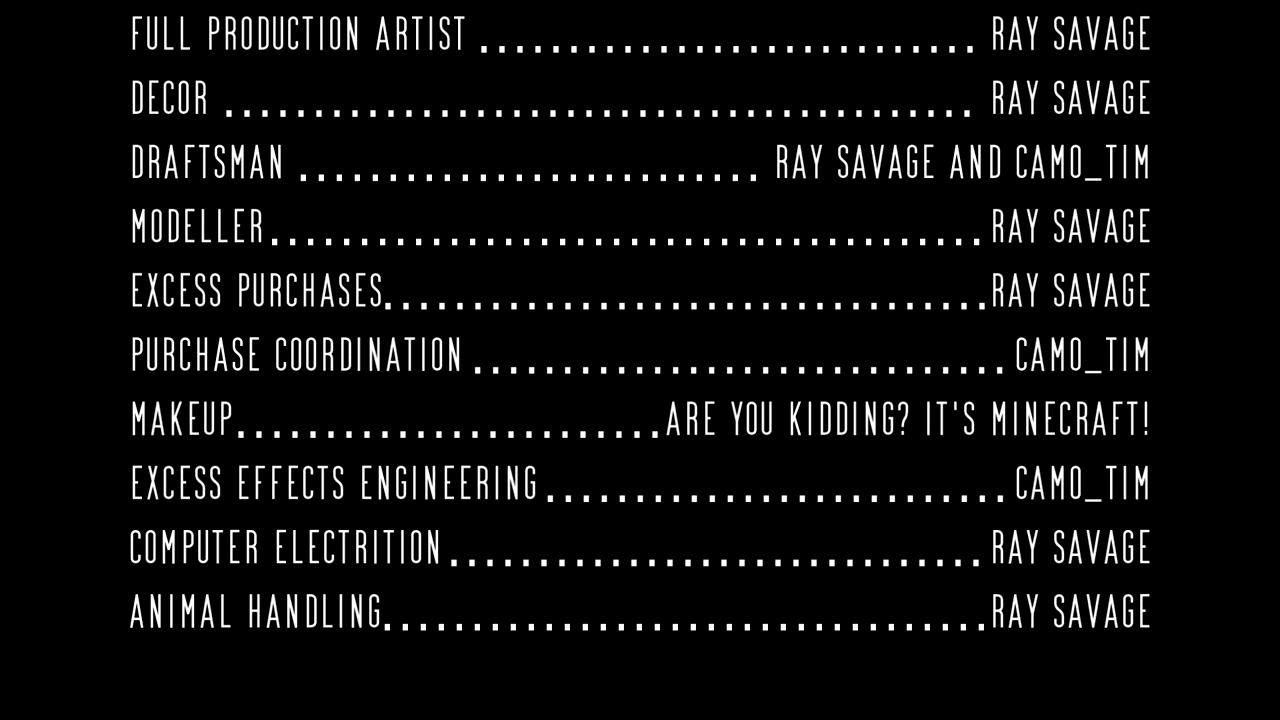 FULL PRODUCTION ARTIST ............................ RAY SAVAGE
DECOR .......................................... RAY SAVAGE
DRAFTSMAN .......................... RAY SAVAGE AND CAMO_TIM
MODELLER........................................ RAY SAVAGE
EXCESS PURCHASES..................................RAY SAVAGE
PURCHASE COORDINATION .............................. CAMO_TIM
MAKEUP........................ARE YOU KIDDING? IT'S MINECRAFT!
EXCESS EFFECTS ENGINEERING .......................... CAMO_TIM
COMPUTER ELECTRITION .............................. RAY SAVAGE
ANIMAL HANDLING..................................RAY SAVAGE